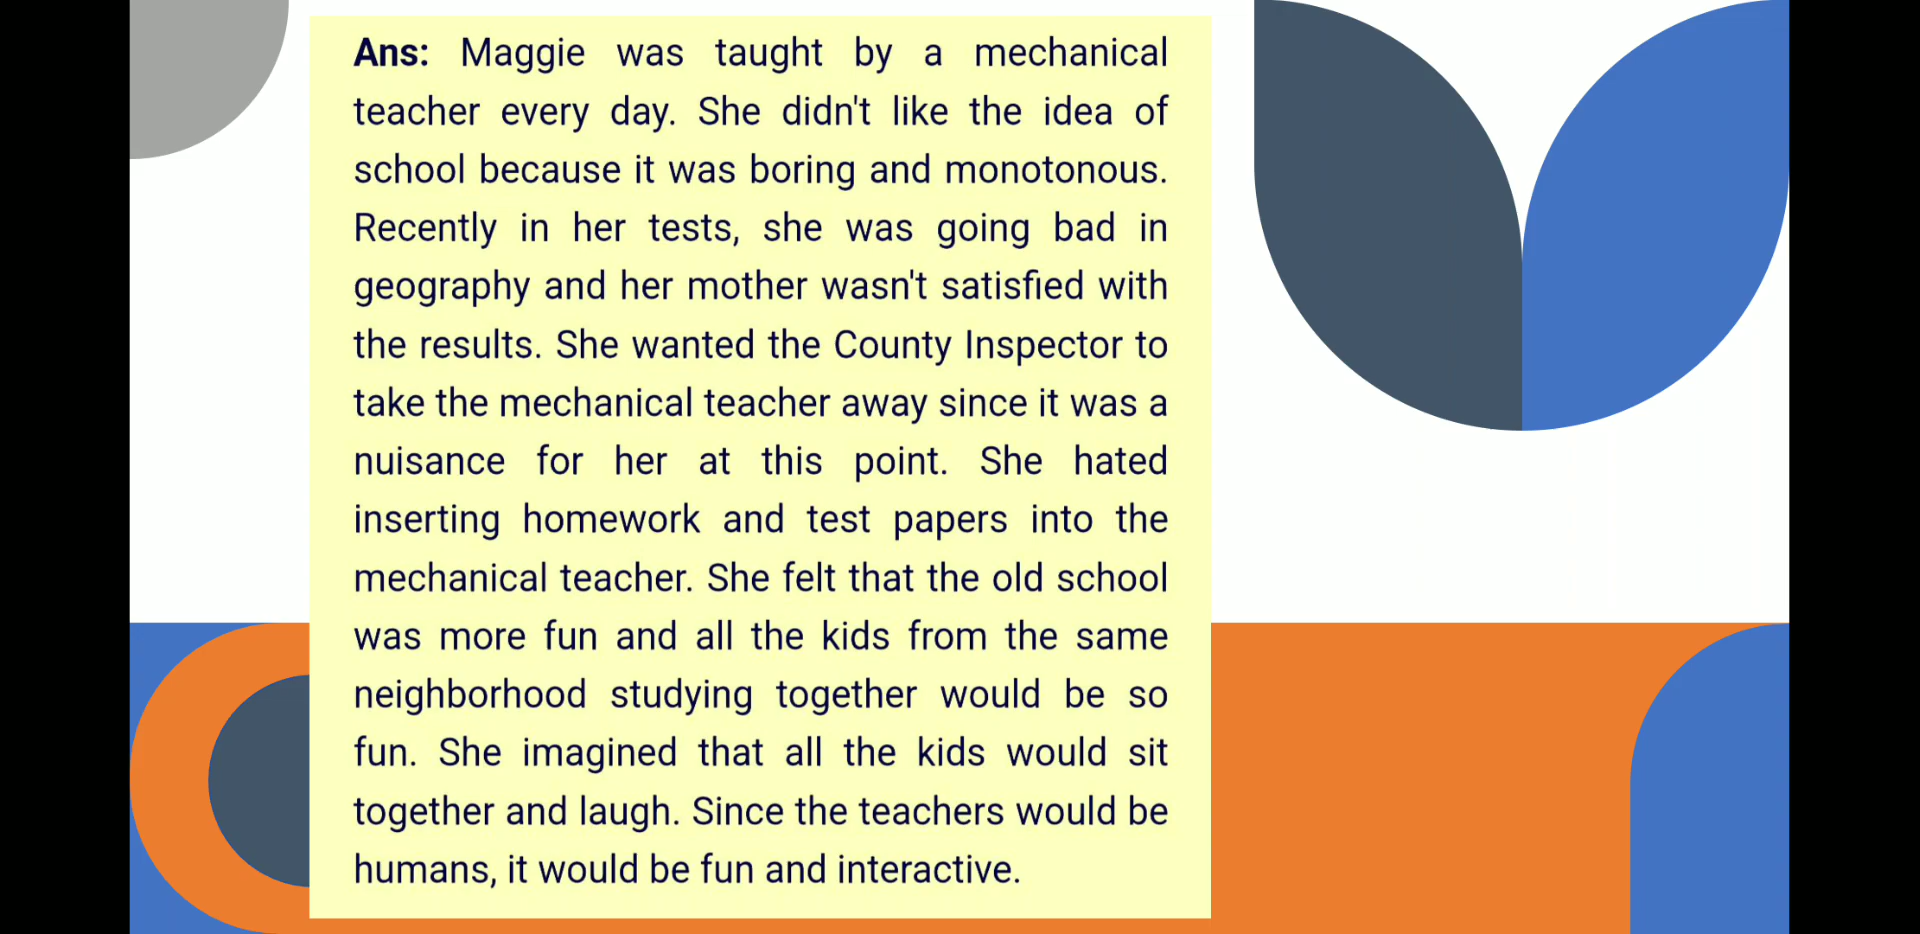 Ans: Maggie was taught by a mechanical
teacher every day. She didn't like the idea of
school because it was boring and monotonous.
Recently in her tests, she was going bad in
geography and her mother wasn't satisfied with
the results. She wanted the County Inspector to
take the mechanical teacher away since it was a
nuisance for her at this point. She hated
inserting homework and test papers into the
mechanical teacher. She felt that the old school
was more fun and all the kids from the same
neighborhood studying together would be so
fun. She imagined that all the kids would sit
together and laugh. Since the teachers would be
humans, it would be fun and interactive.